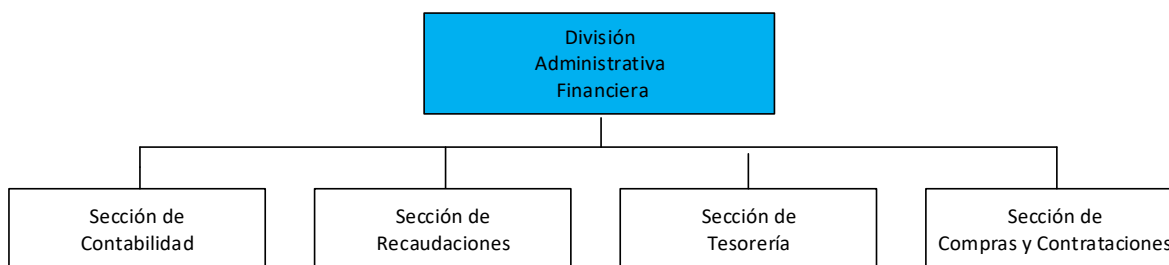 División
Administrativa
Financiera
Sección de
Contabilidad
Sección de
Recaudaciones
Sección de
Tesorería
Sección de
Compras y Contrataciones